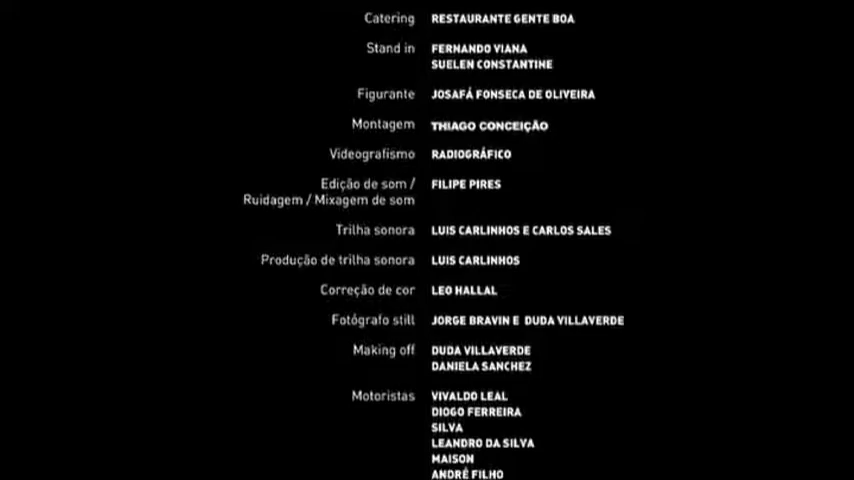 Catering RESTAURANTE GENTE BOA
Stand in FERNANDO VIANA
SUELEN CONSTANTINE
Figurante JOSAFÁ FONSECA DE OLIVEIRA
Montagem THIAGO CONCEIÇÃO
Videografismo RADIOGRÁFICO
Edição de som / FILIPE PIRES
Ruidagem / Mixagem de som
Trilha sonora LUIS CARLINHOS E CARLOS SALES
Produção de trilha sonora LUIS CARLINHOS
Correção de cor LEO HALLAL
Fotógrafo still JORGE BRAVIN E DUDA VILLAVERDE
Making off DUDA VILLAVERDE
DANIELA SANCHEZ
Motoristas VIVALDO LEAL
DIOGO FERREIRA
SILVA
LEANDRO DA SILVA
MAISON
ANDRÉ FILHO